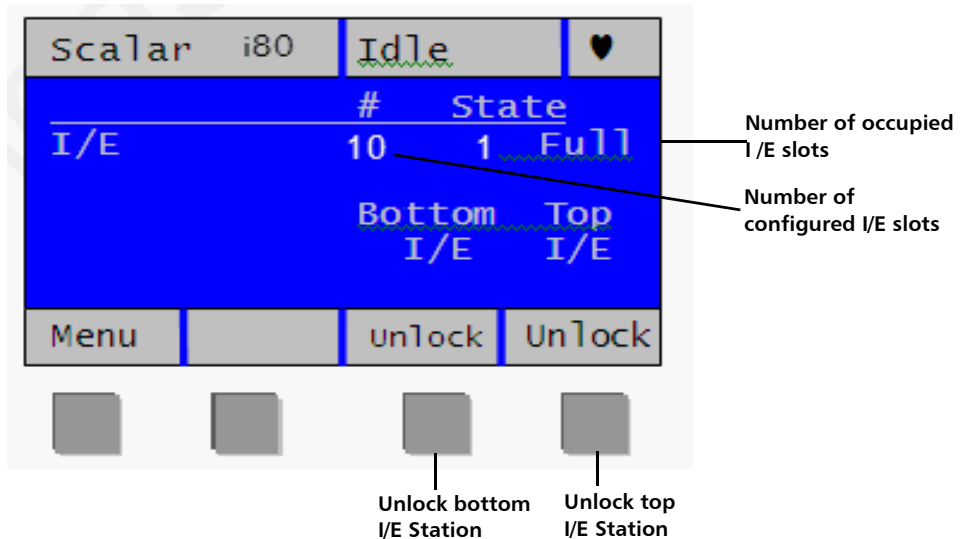 Scalar i80 Idle ♥
# State
I/E 10 1 Full
Number of occupied
I /E slots
Number of
configured I/E slots
Bottom Top
I/E I/E
Menu Unlock Unlock
Unlock bottom
I/E Station
Unlock top
I/E Station